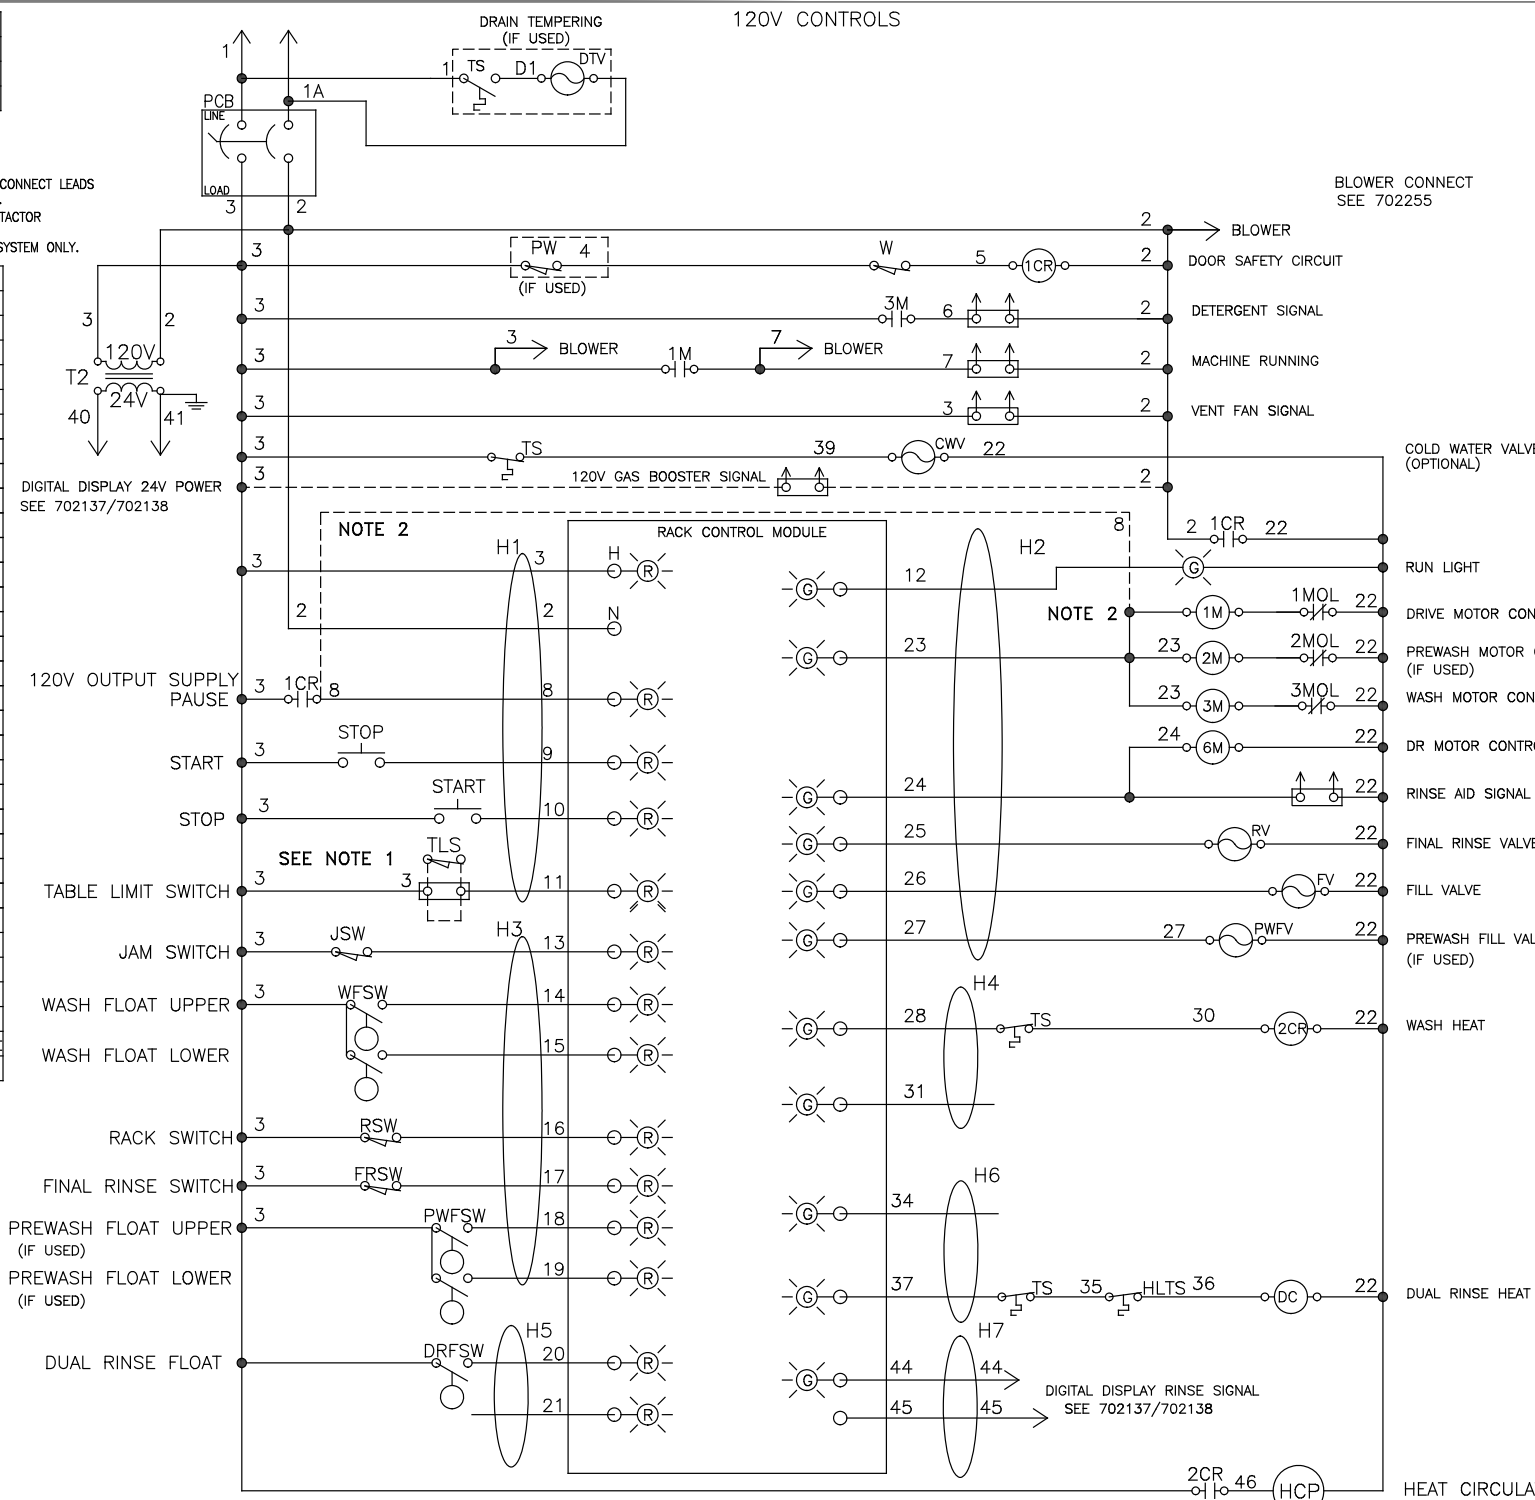 120V CONTROLS
DRAIN TEMPERING
(IF USED)
1
1 TS D1 DTV
1A
PCB
LINE
LOAD
3 2
CONNECT LEADS
TACTOR
SYSTEM ONLY.
BLOWER CONNECT
SEE 702255
2 BLOWER
3 PW 4 W 5 1CR 2 DOOR SAFETY CIRCUIT
(IF USED)
3 3M 6 2 DETERGENT SIGNAL
3 2
120V
T2
24V
40 41
3 3 BLOWER 1M 7 BLOWER 7 2 MACHINE RUNNING
3 3 2 VENT FAN SIGNAL
3 TS 39 CWV 22 COLD WATER VALVE
(OPTIONAL)
3 120V GAS BOOSTER SIGNAL 2
DIGITAL DISPLAY 24V POWER
SEE 702137/702138
NOTE 2
RACK CONTROL MODULE
8
2 1CR 22
H1 H2
3 3 H R
G 12 G RUN LIGHT
2 2 N
NOTE 2 1M 1MOL 22 DRIVE MOTOR CON
G 23 23 2M 2MOL 22 PREWASH MOTOR
(IF USED)
120V OUTPUT SUPPLY
PAUSE 3 1CR 8 8 R
23 3M 3MOL 22 WASH MOTOR CON
STOP
START 3 9 R
24 6M 22 DR MOTOR CONTR
START
STOP 3 10 R
G 24 22 RINSE AID SIGNAL
SEE NOTE 1 TLS
G 25 RV 22 FINAL RINSE VALVE
TABLE LIMIT SWITCH 3 3 11 R
G 26 FV 22 FILL VALVE
H3
JAM SWITCH 3 JSW 13 R
G 27 27 PWFV 22 PREWASH FILL VAL
(IF USED)
WASH FLOAT UPPER 3 WFSW 14 R
H4
G 28 TS 30 2CR 22 WASH HEAT
WASH FLOAT LOWER 15 R
G 31
RACK SWITCH 3 RSW 16 R
FINAL RINSE SWITCH 3 FRSW 17 R
H6
G 34
PREWASH FLOAT UPPER 3 PWFSW 18 R
(IF USED)
PREWASH FLOAT LOWER 19 R
(IF USED)
G 37 TS 35 HLTS 36 DC 22 DUAL RINSE HEAT
H5 H7
DUAL RINSE FLOAT DRFSW 20 R
G 44 44
21 R
45 45
DIGITAL DISPLAY RINSE SIGNAL
SEE 702137/702138
2CR 46 HCP HEAT CIRCULA